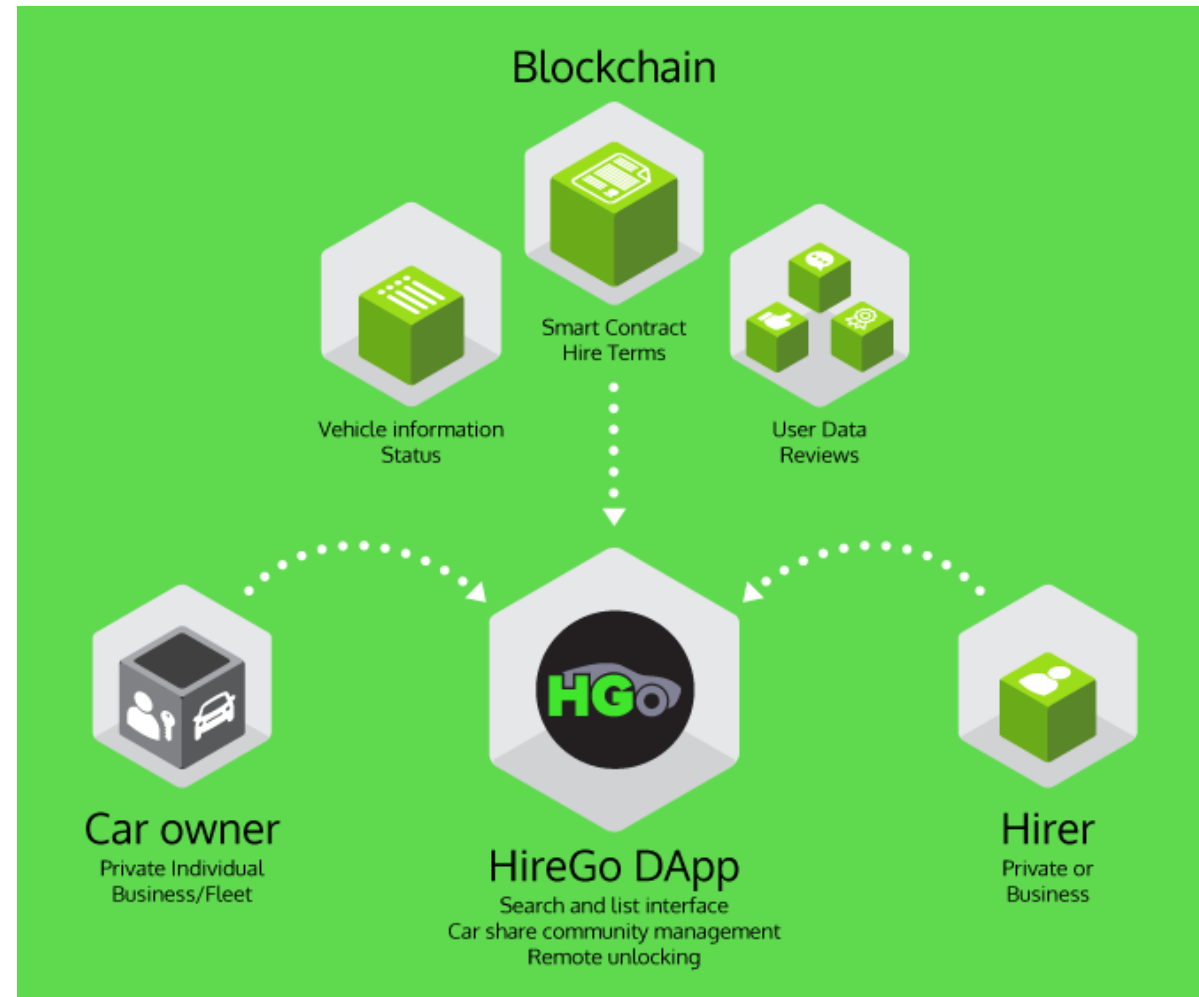 Blockchain
Smart Contract
Hire Terms
Vehicle information
Status
User Data
Reviews
HGo
Car owner
Private Individual
Business/Fleet
HireGo DApp
Search and list interface
Car share community management
Remote unlocking
Hirer
Private or
Business